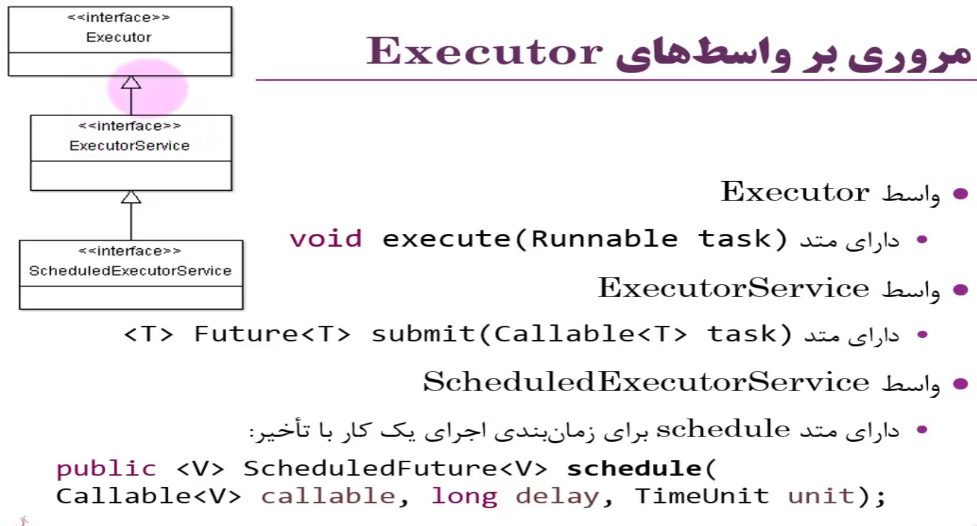 مروری بر واسط‌های Executor
<<interface>>
Executor
<<interface>>
ExecutorService
<<interface>>
ScheduledExecutorService
• واسط Executor
• دارای متد void execute(Runnable task)
• واسط ExecutorService
• دارای متد <T> Future<T> submit(Callable<T> task)
• واسط ScheduledExecutorService
• دارای متد schedule برای زمان‌بندی اجرای یک کار با تأخیر:
public <V> ScheduledFuture<V> schedule(
Callable<V> callable, long delay, TimeUnit unit);